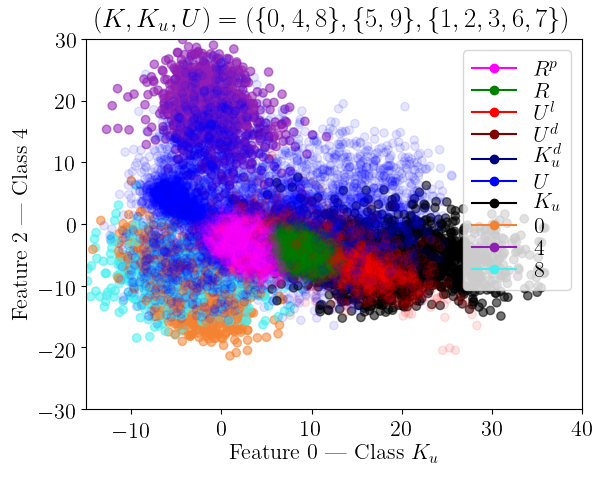 (K, K_u, U) = ({0, 4, 8}, {5, 9}, {1, 2, 3, 6, 7})
30
20
10
0
−10
−20
−30
Feature 2 — Class 4
R^p
R
U^l
U^d
K_u^d
U
K_u
0
4
8
−10
0
10
20
30
40
Feature 0 — Class K_u